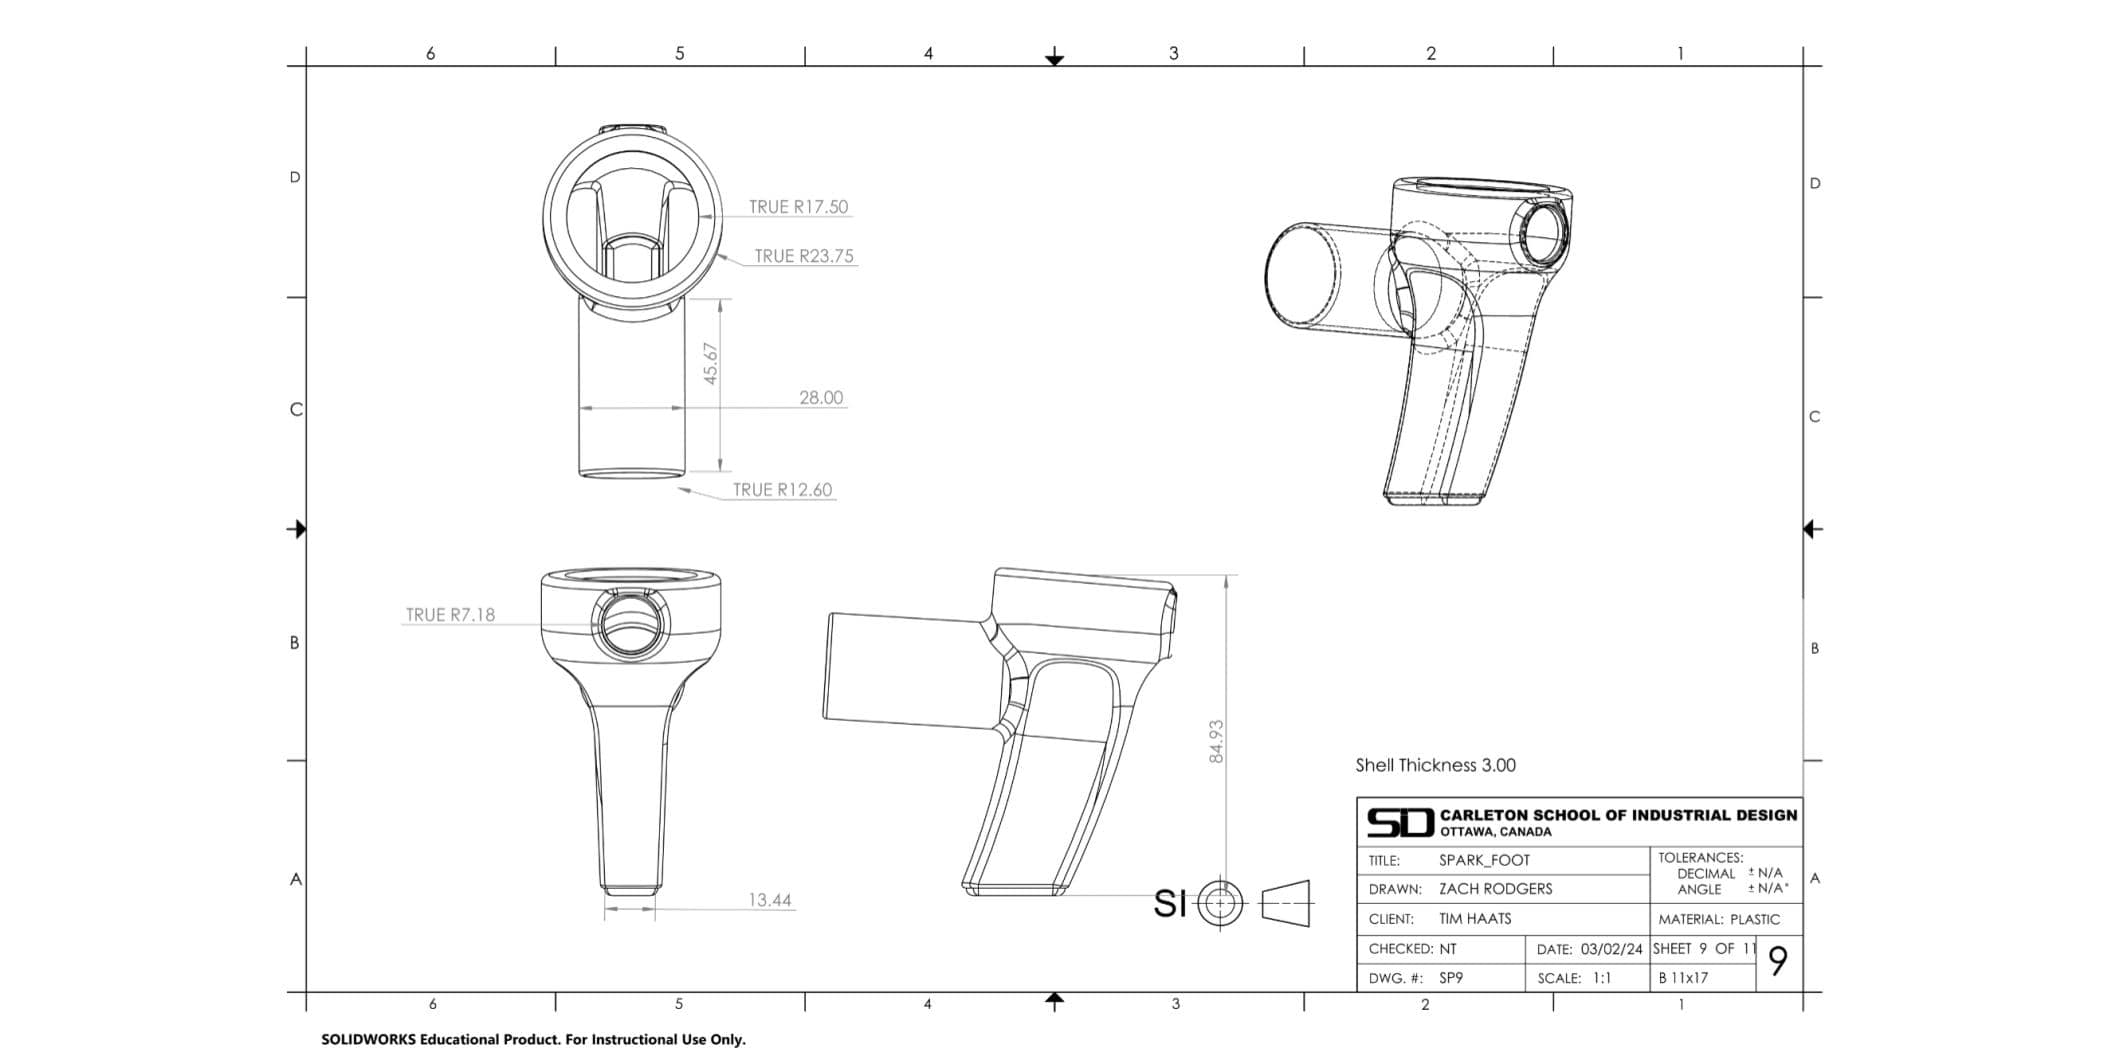 6 5 4 3 2 1
D
D
TRUE R17.50
TRUE R23.75
45.67
C
28.00
C
TRUE R12.60
TRUE R7.18
B
B
84.93
Shell Thickness 3.00
SD CARLETON SCHOOL OF INDUSTRIAL DESIGN
OTTAWA, CANADA
TITLE: SPARK_FOOT
TOLERANCES:
DECIMAL ± N/A
ANGLE ± N/A°
DRAWN: ZACH RODGERS
CLIENT: TIM HAATS
MATERIAL: PLASTIC
CHECKED: NT
DATE: 03/02/24
SHEET 9 OF 11
9
DWG. #: SP9
SCALE: 1:1
B 11x17
A
A
13.44
SI
6 5 4 3 2 1
SOLIDWORKS Educational Product. For Instructional Use Only.